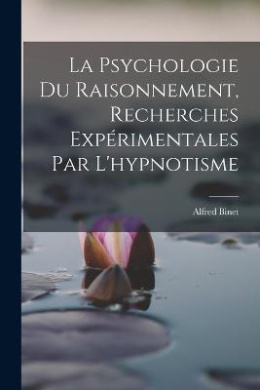 La Psychologie
Du Raisonnement,
Recherches
Expérimentales
Par L'hypnotisme
Alfred Binet